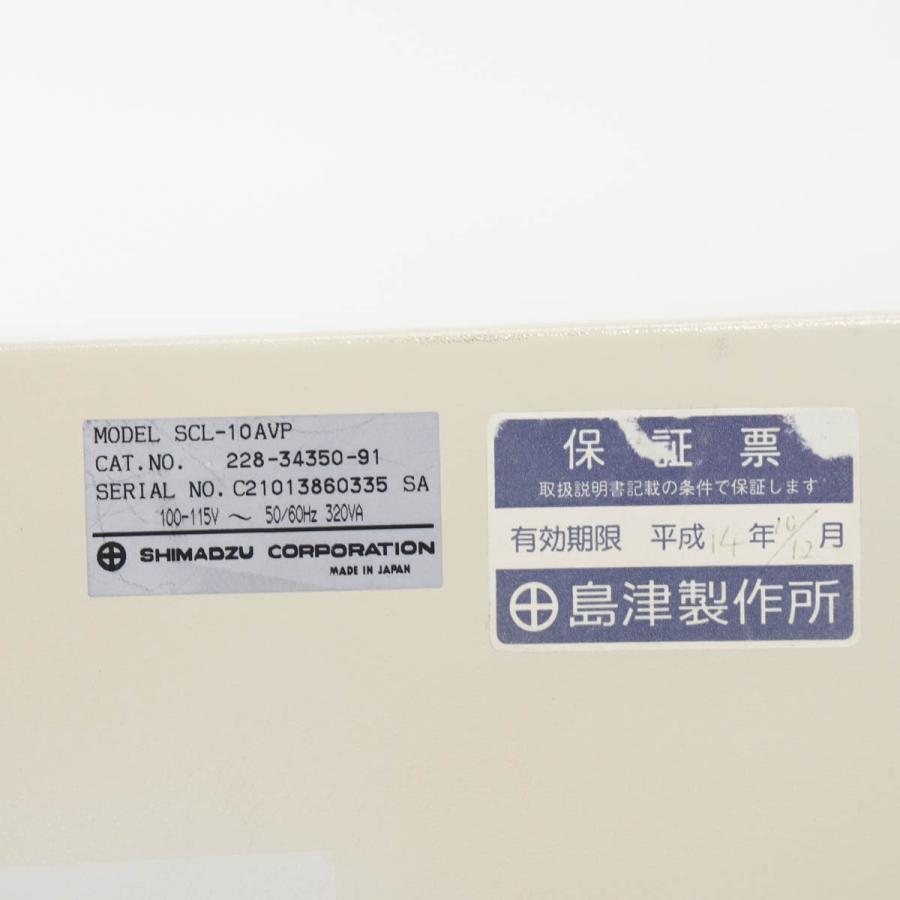 MODEL SCL-10AVP
CAT.NO. 228-34350-91
SERIAL NO. C21013860335 SA
100-115V ～ 50/60Hz 320VA
SHIMADZU CORPORATION
MADE IN JAPAN
保証票
取扱説明書記載の条件で保証します
有効期限 平成14年10/12月
島津製作所